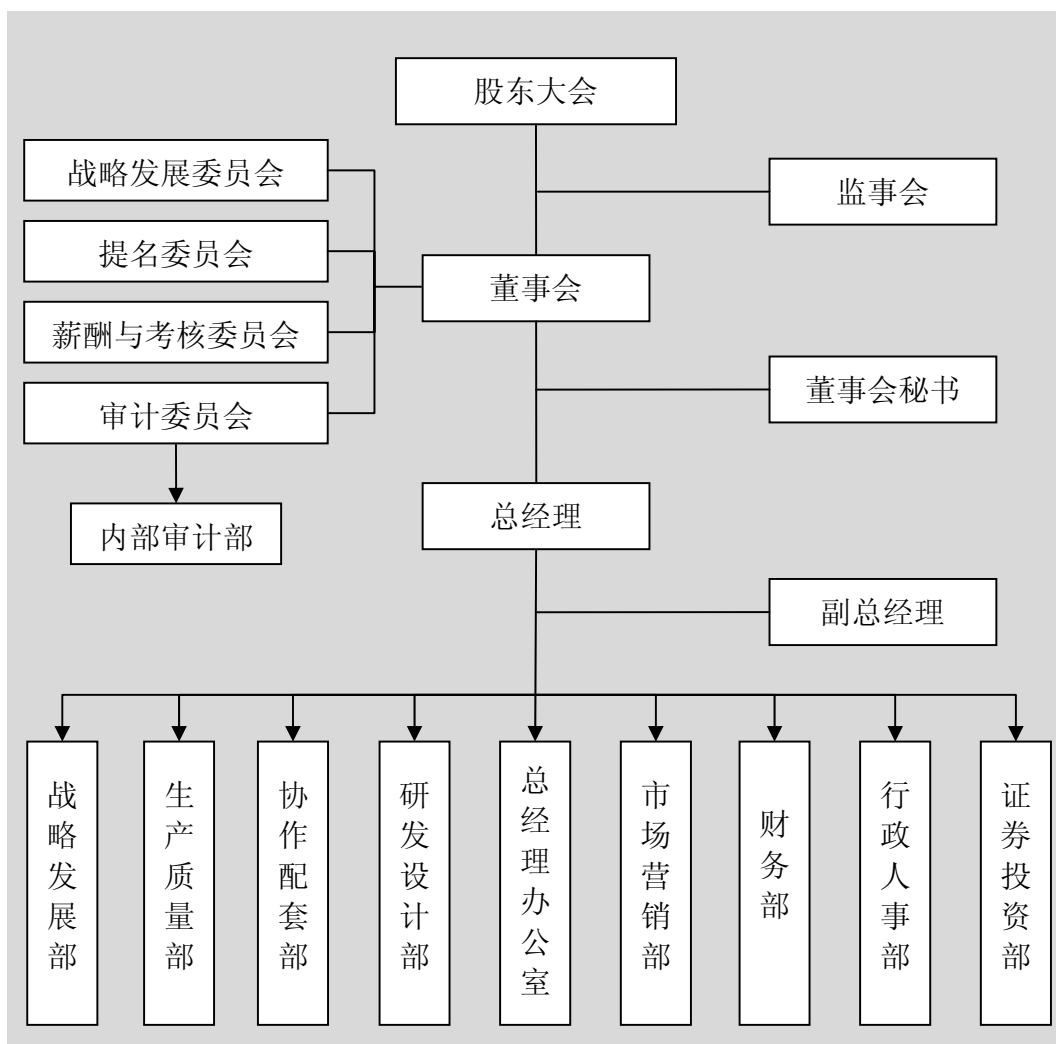 股东大会
战略发展委员会
监事会
提名委员会
董事会
薪酬与考核委员会
董事会秘书
审计委员会
总经理
内部审计部
副总经理
战略发展部
生产质量部
协作配套部
研发设计部
总经理办公室
市场营销部
财务部
行政人事部
证券投资部